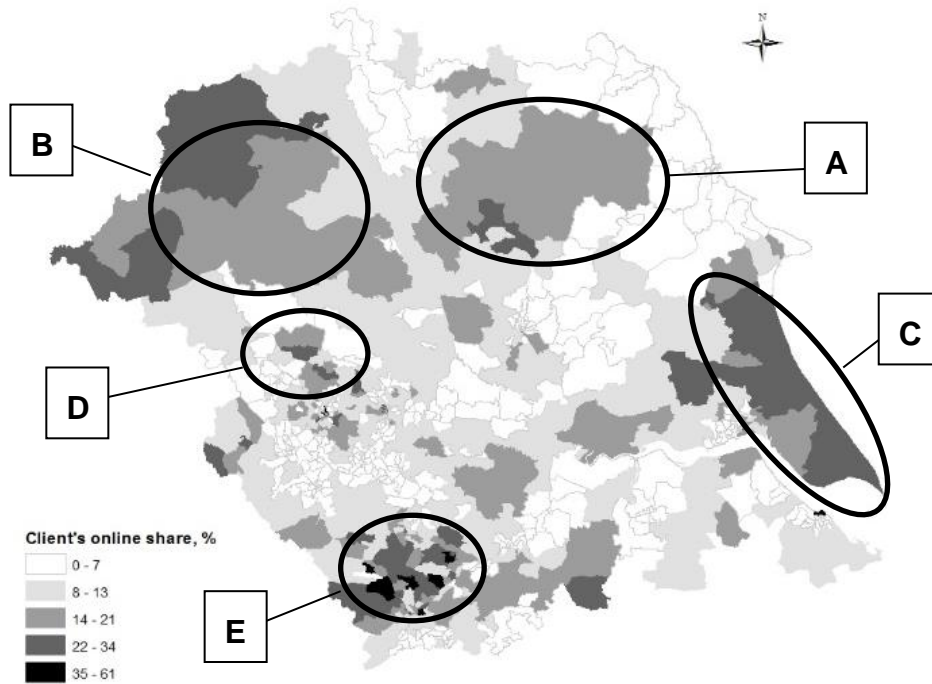 N
B
A
C
D
E
Client's online share, %
0 - 7
8 - 13
14 - 21
22 - 34
35 - 61